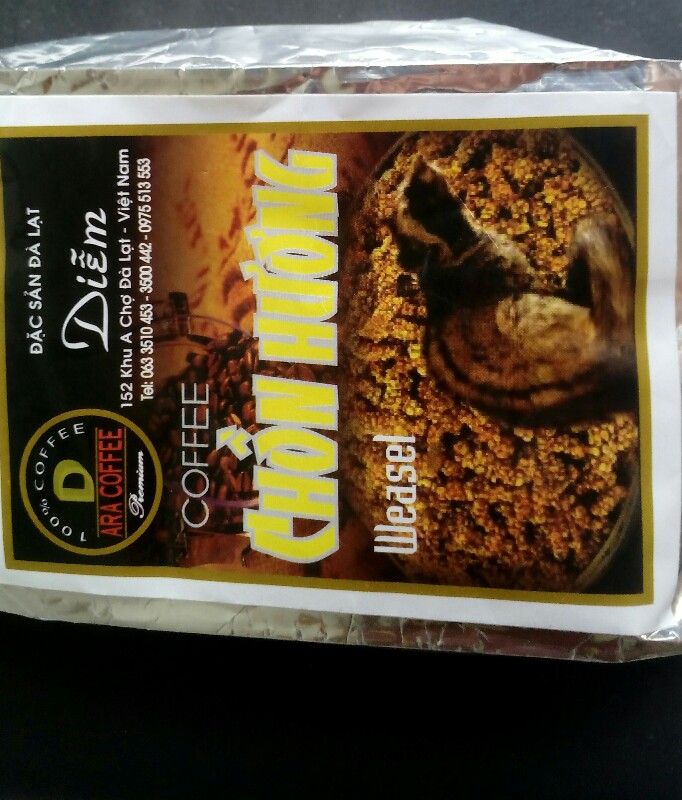 ĐẶC SẢN ĐÀ LẠT
Diễm
152 Khu A Chợ Đà Lạt - Việt Nam
Tel: 063 3510 453 - 3500 442 - 0975 513 553
100% COFFEE
D
ARA COFFEE
Premium
COFFEE
CHỒN HƯƠNG
Weasel